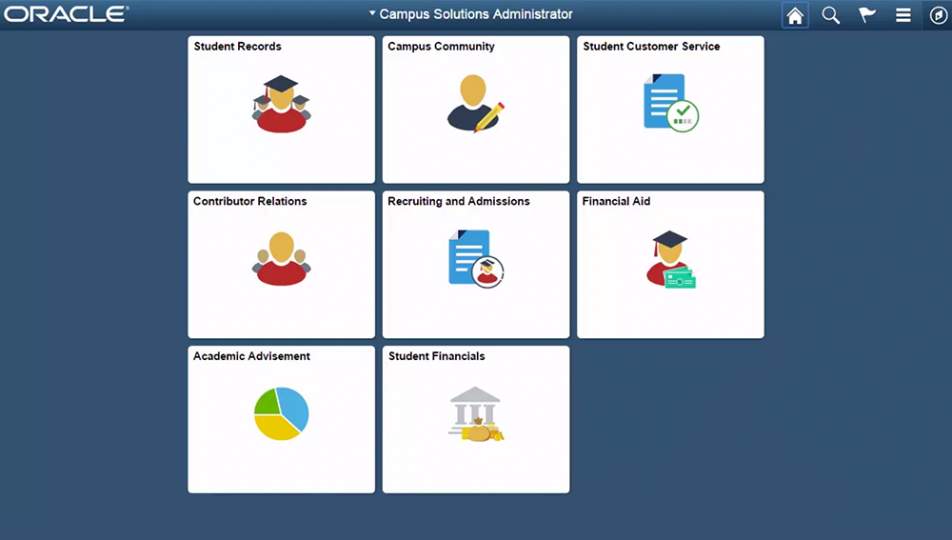 ORACLE®
Campus Solutions Administrator
Student Records
Campus Community
Student Customer Service
Contributor Relations
Recruiting and Admissions
Financial Aid
Academic Advisement
Student Financials